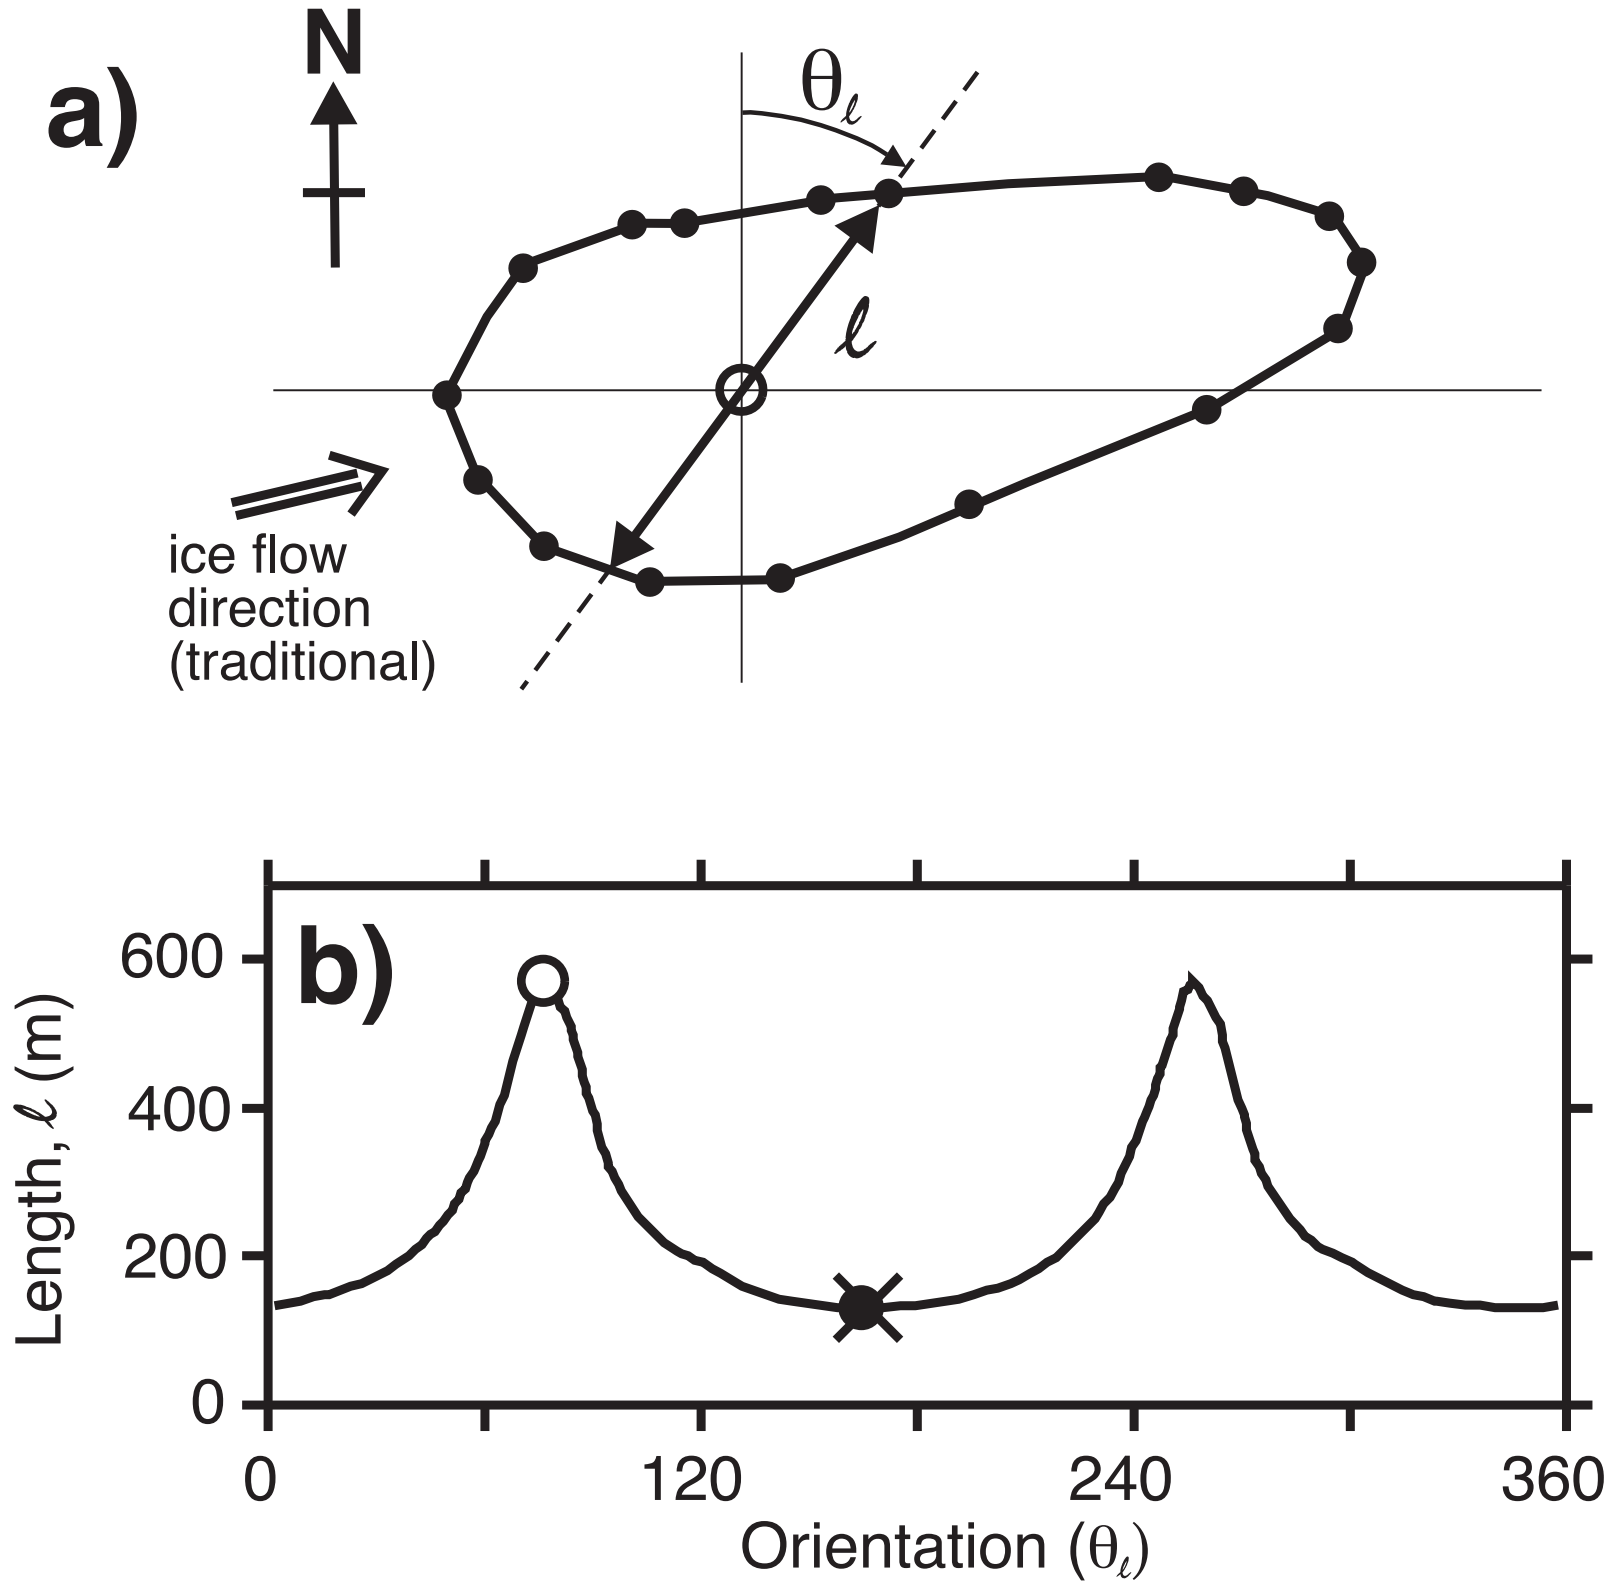 N
a)
θℓ
ℓ
ice flow
direction
(traditional)
b)
600
400
200
0
Length, ℓ (m)
0 120 240 360
Orientation (θℓ)